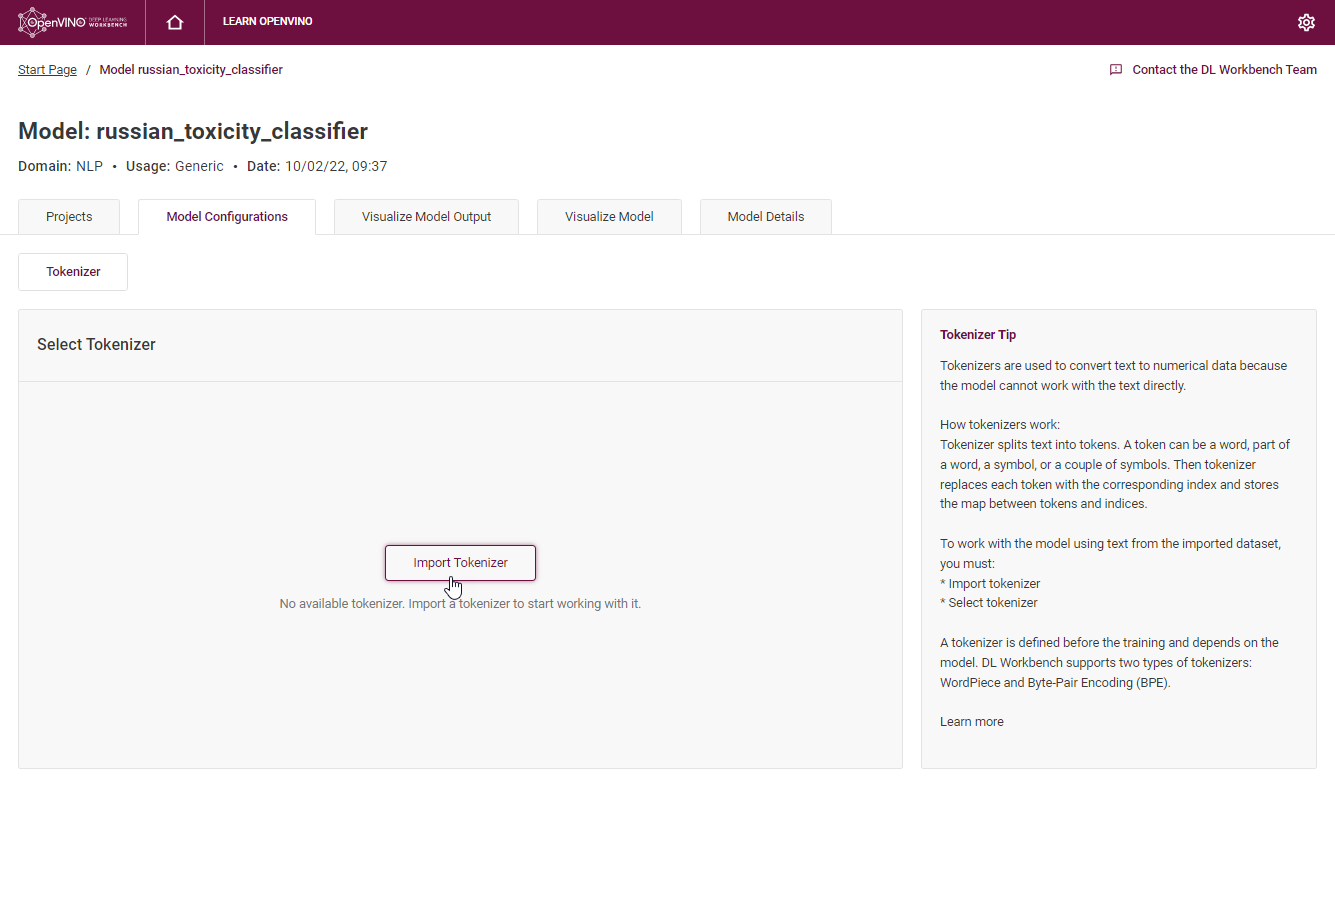 OpenVINO DEEP LEARNING WORKBENCH
LEARN OPENVINO
Start Page / Model russian_toxicity_classifier
Contact the DL Workbench Team
Model: russian_toxicity_classifier
Domain: NLP • Usage: Generic • Date: 10/02/22, 09:37
Projects
Model Configurations
Visualize Model Output
Visualize Model
Model Details
Tokenizer
Select Tokenizer
Import Tokenizer
No available tokenizer. Import a tokenizer to start working with it.
Tokenizer Tip
Tokenizers are used to convert text to numerical data because
the model cannot work with the text directly.
How tokenizers work:
Tokenizer splits text into tokens. A token can be a word, part of
a word, a symbol, or a couple of symbols. Then tokenizer
replaces each token with the corresponding index and stores
the map between tokens and indices.
To work with the model using text from the imported dataset,
you must:
* Import tokenizer
* Select tokenizer
A tokenizer is defined before the training and depends on the
model. DL Workbench supports two types of tokenizers:
WordPiece and Byte-Pair Encoding (BPE).
Learn more